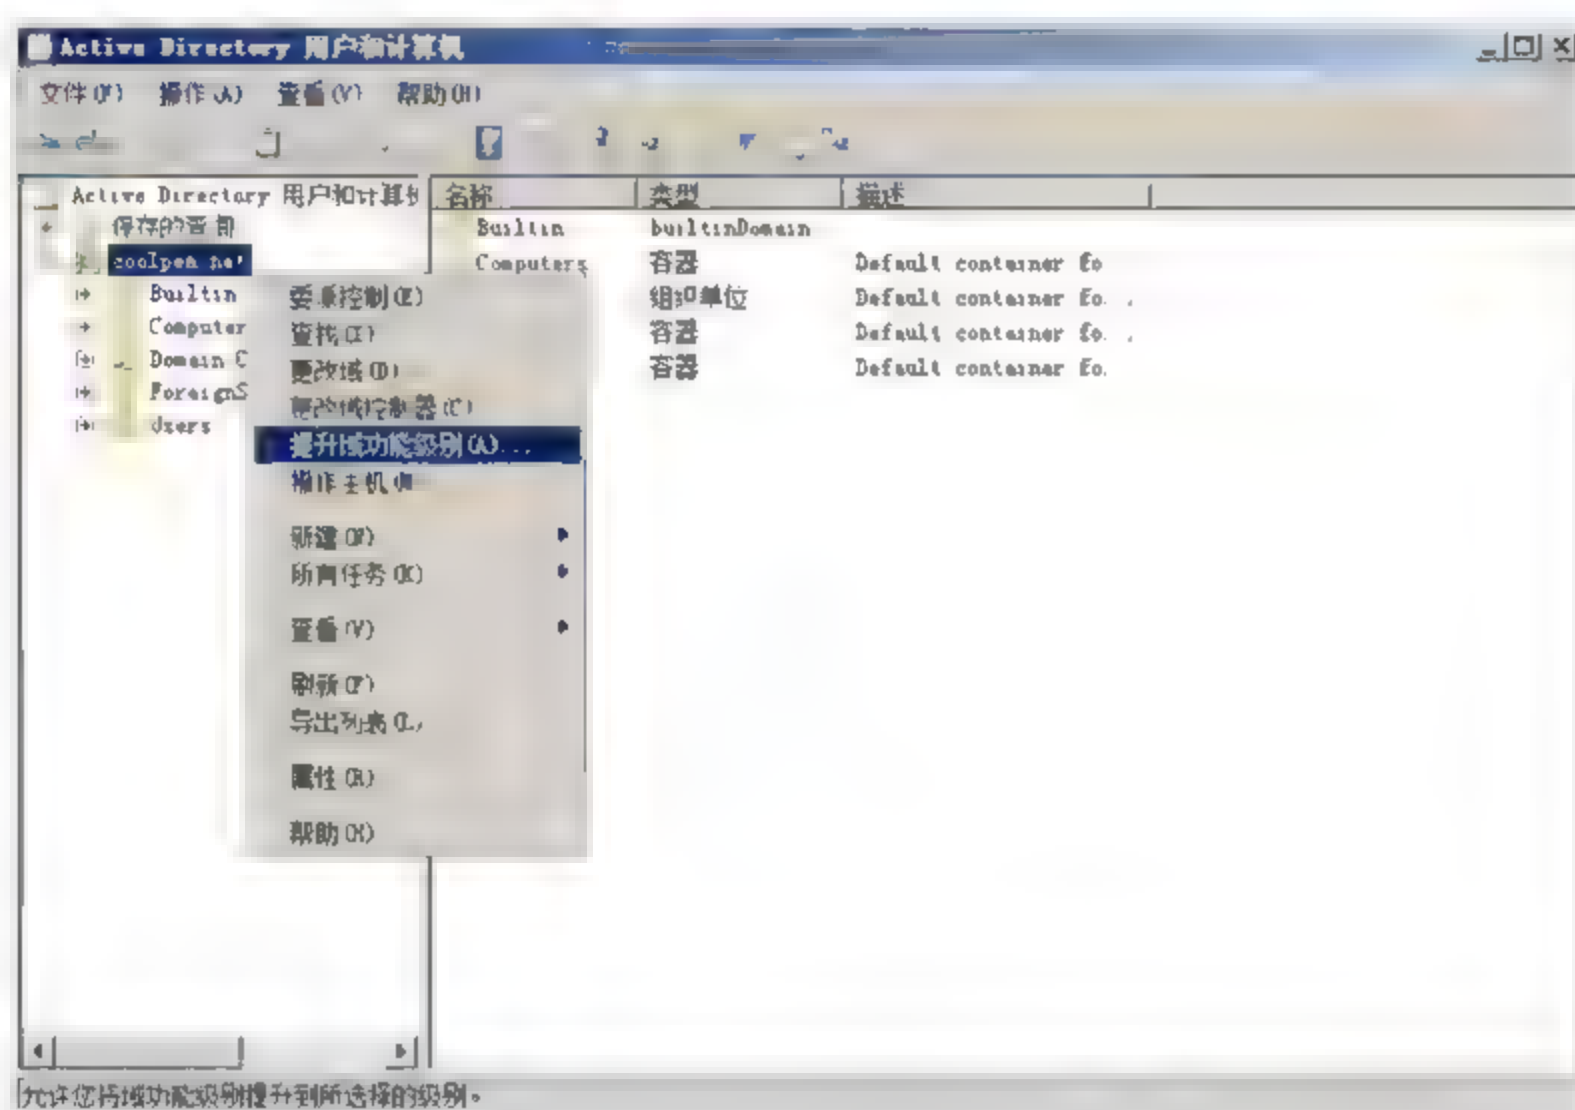 Active Directory 用户和计算机
文件(F) 操作(A) 查看(V) 帮助(H)
Active Directory 用户和计算机 名称 类型 描述
保存的查询 Builtin builtinDomain
coolpen.net Computers 容器 Default container fo
Builtin 组织单位 Default container fo...
Computer 容器 Default container fo...
Domain C 容器 Default container fo.
ForeignS
Users
委派控制(E)
查找(I)
更改域(D)
更改域控制器(C)
提升域功能级别(A)...
操作主机
新建(W)
所有任务(K)
查看(V)
刷新(F)
导出列表(L)
属性(R)
帮助(H)
允许您将域功能级别提升到所选择的级别。